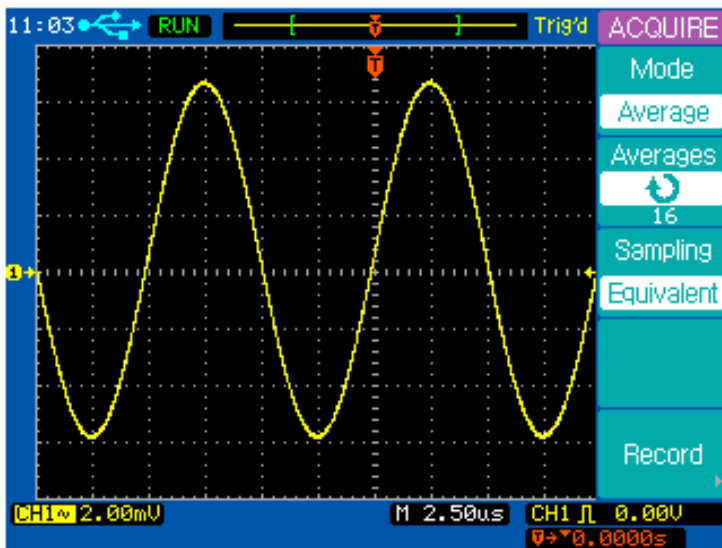 11:03 RUN T Trig'd ACQUIRE
T
Mode
Average
Averages
16
Sampling
1
Equivalent
Record
CH1~ 2.00mV M 2.50us CH1 0.00V
T→▼0.0000s